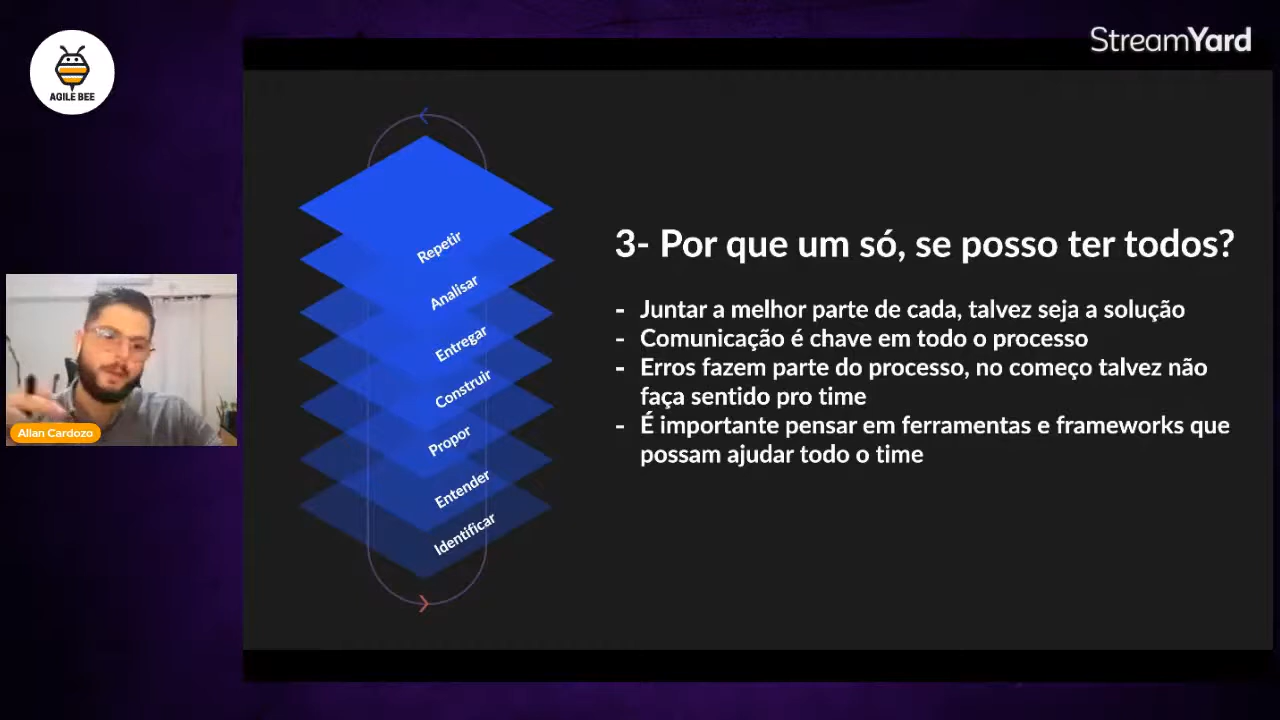 AGILE BEE
StreamYard
Repetir
Analisar
Entregar
Construir
Propor
Entender
Identificar
3- Por que um só, se posso ter todos?
- Juntar a melhor parte de cada, talvez seja a solução
- Comunicação é chave em todo o processo
- Erros fazem parte do processo, no começo talvez não
faça sentido pro time
- É importante pensar em ferramentas e frameworks que
possam ajudar todo o time
Allan Cardozo